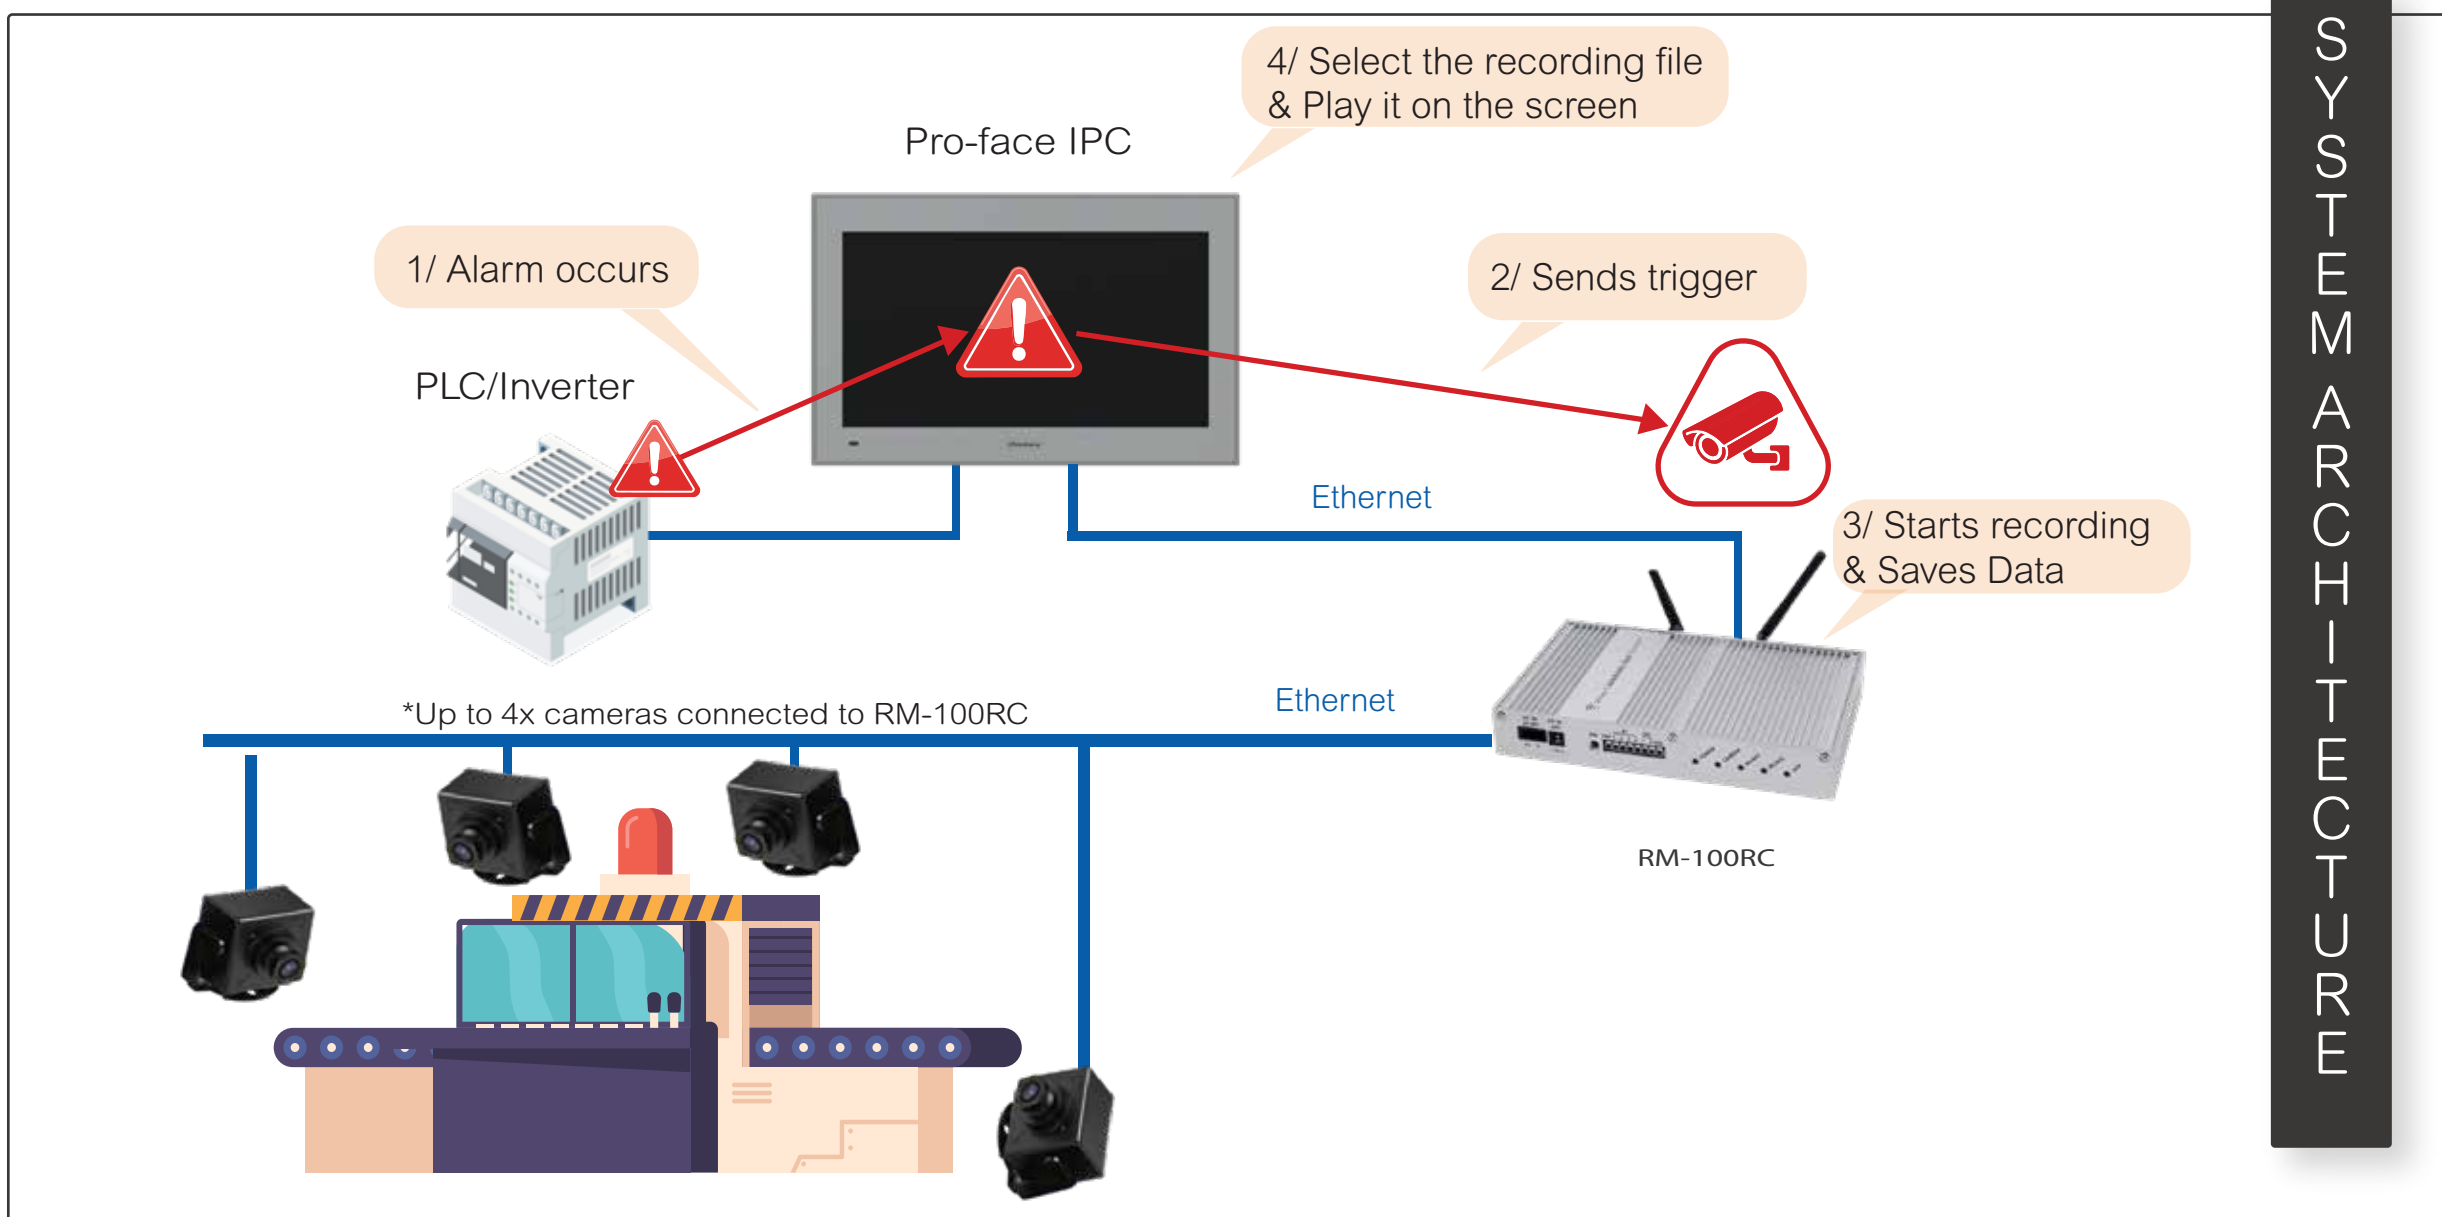 4/ Select the recording file
& Play it on the screen
Pro-face IPC
1/ Alarm occurs
2/ Sends trigger
PLC/Inverter
Ethernet
3/ Starts recording
& Saves Data
*Up to 4x cameras connected to RM-100RC
Ethernet
RM-100RC
SYSTEM ARCHITECTURE